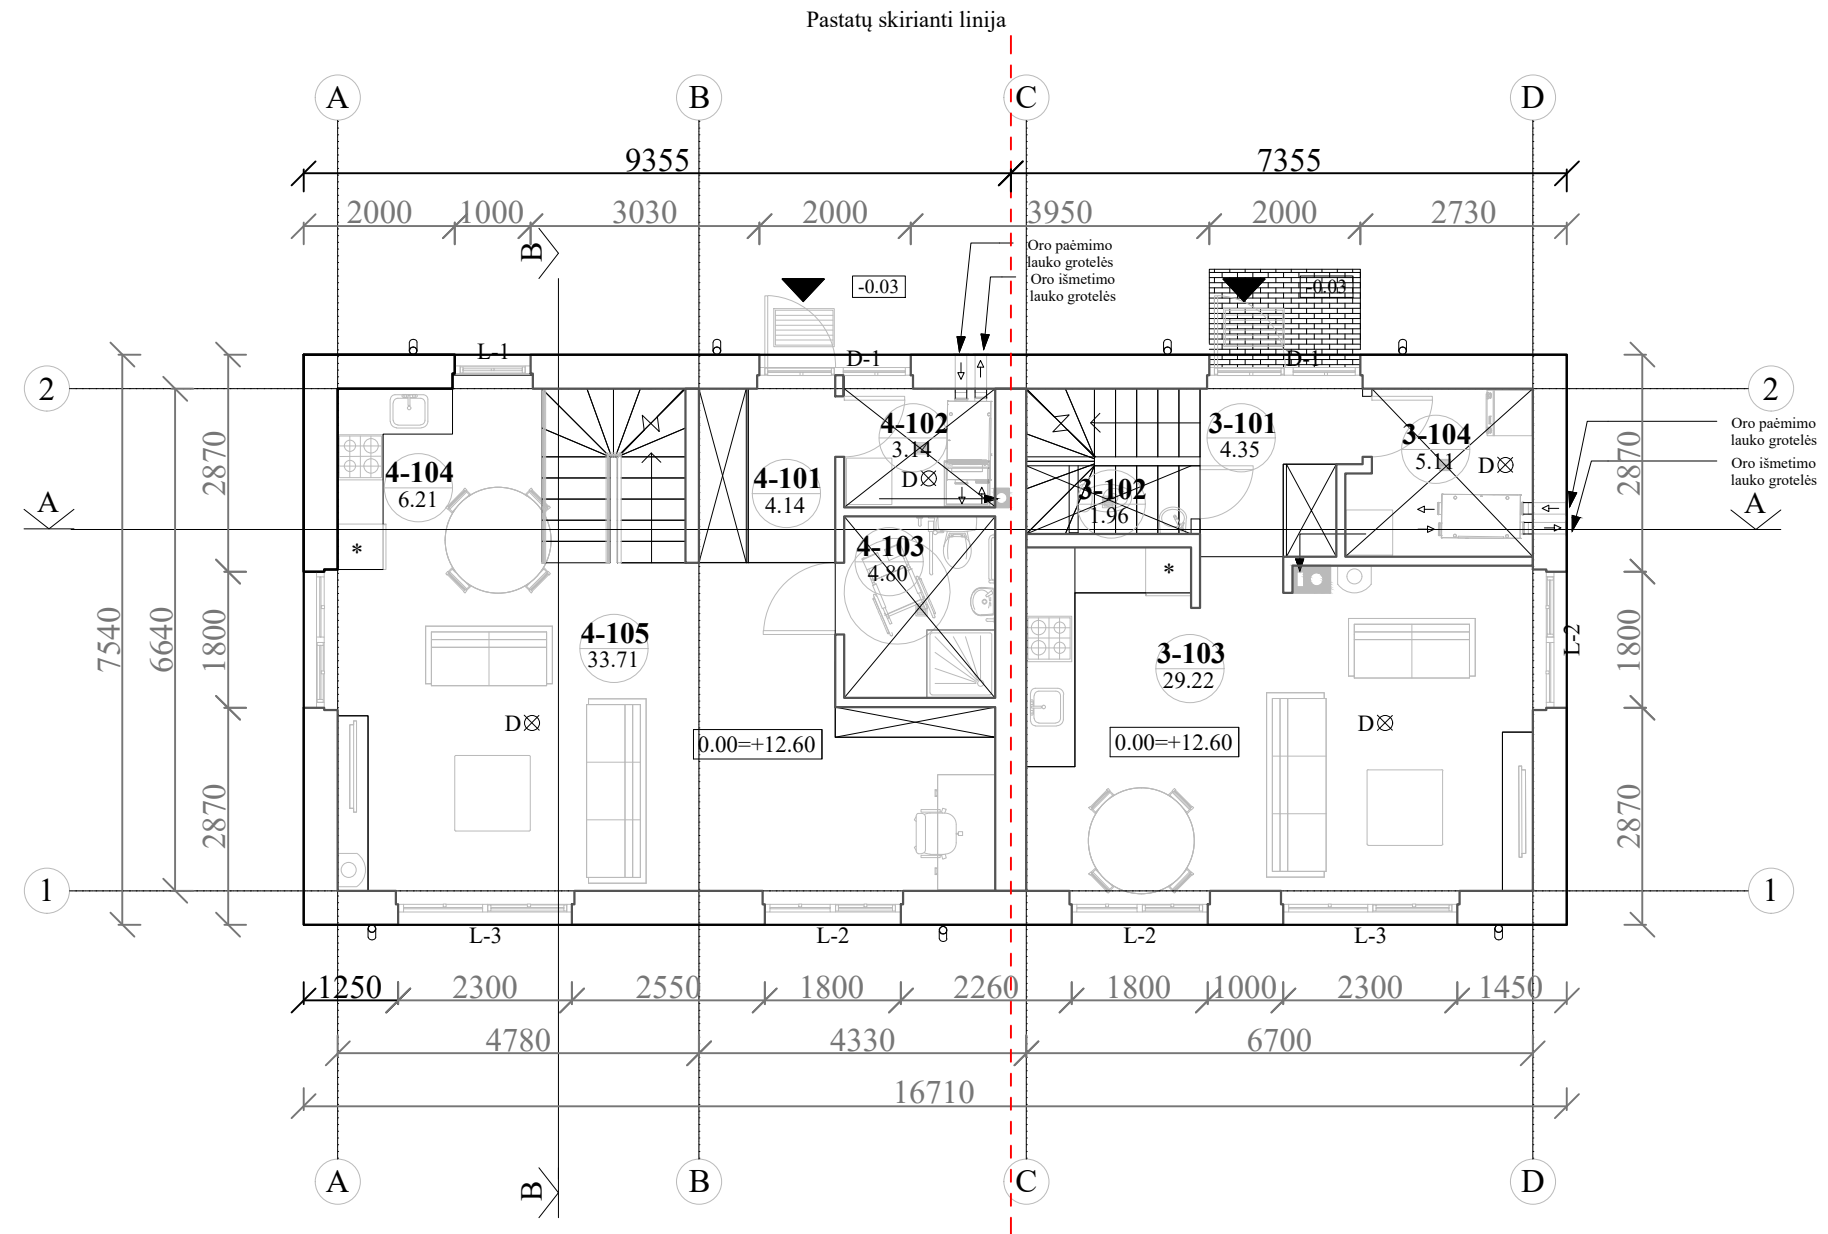 Pastatų skirianti linija
A
B
C
D
9355
7355
2000
1000
3030
2000
3950
2000
2730
B
Oro paėmimo
lauko grotelės
Oro išmetimo
lauko grotelės
-0.03
-0.03
L-1
D-1
D-1
2
2
4-102
3.14
D
3-101
4.35
3-104
5.11
D
Oro paėmimo
lauko grotelės
Oro išmetimo
lauko grotelės
4-104
6.21
4-101
4.14
3-102
1.96
A
A
*
4-103
4.80
*
2870
1800
2870
7540
6640
2870
1800
2870
L-2
4-105
33.71
3-103
29.22
D
D
0.00=+12.60
0.00=+12.60
1
1
L-3
L-2
L-2
L-3
1250
2300
2550
1800
2260
1800
1000
2300
1450
4780
4330
6700
16710
A
B
B
C
D